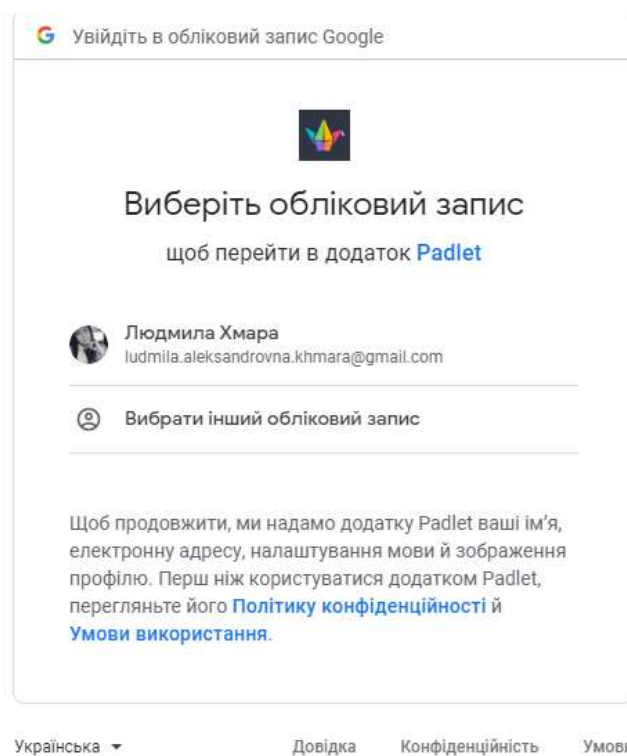 Увійдіть в обліковий запис Google
Виберіть обліковий запис
щоб перейти в додаток Padlet
Людмила Хмара
ludmila.aleksandrovna.khmara@gmail.com
Вибрати інший обліковий запис
Щоб продовжити, ми надамо додатку Padlet ваші ім’я,
електронну адресу, налаштування мови й зображення
профілю. Перш ніж користуватися додатком Padlet,
перегляньте його Політику конфіденційності й
Умови використання.
Українська Довідка Конфіденційність Умови